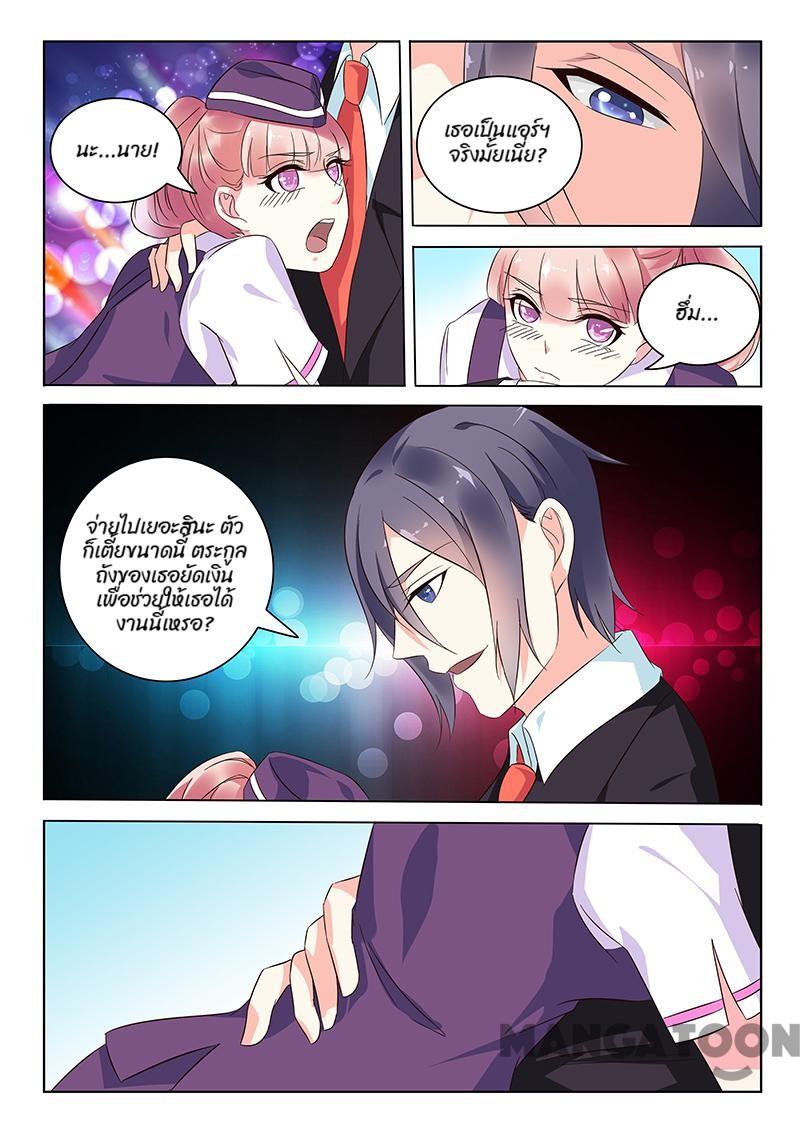 นะ...นาย!
เธอเป็นแอร์ฯ
จริงมั้ยเนี่ย?
ฮึ่ม...
จ่ายไปเยอะสินะ ตัว
ก็เตี้ยขนาดนี้ ตระกูล
ถังของเธอยัดเงิน
เพื่อช่วยให้เธอได้
งานนี้เหรอ?
MANGATOON